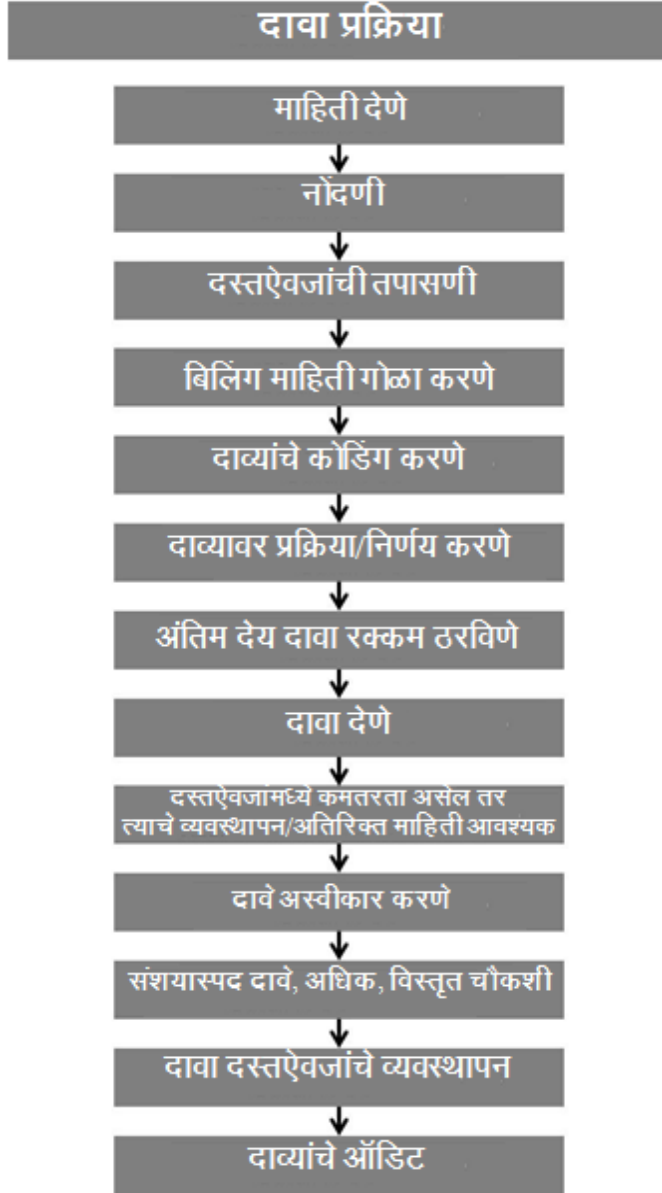 दावा प्रक्रिया
माहिती देणे
नोंदणी
दस्तऐवजांची तपासणी
बिलिंग माहिती गोळा करणे
दाव्यांचे कोडिंग करणे
दाव्यावर प्रक्रिया/निर्णय करणे
अंतिम देय दावा रक्कम ठरविणे
दावा देणे
दस्तऐवजांमध्ये कमतरता असेल तर
त्याचे व्यवस्थापन/अतिरिक्त माहिती आवश्यक
दावे अस्वीकार करणे
संशयास्पद दावे, अधिक, विस्तृत चौकशी
दावा दस्तऐवजांचे व्यवस्थापन
दाव्यांचे ऑडिट